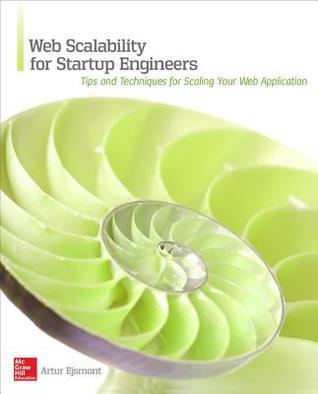 Web Scalability
for Startup Engineers
Tips and Techniques for Scaling Your Web Application
Mc
Graw
Hill
Education
Artur Ejsmont